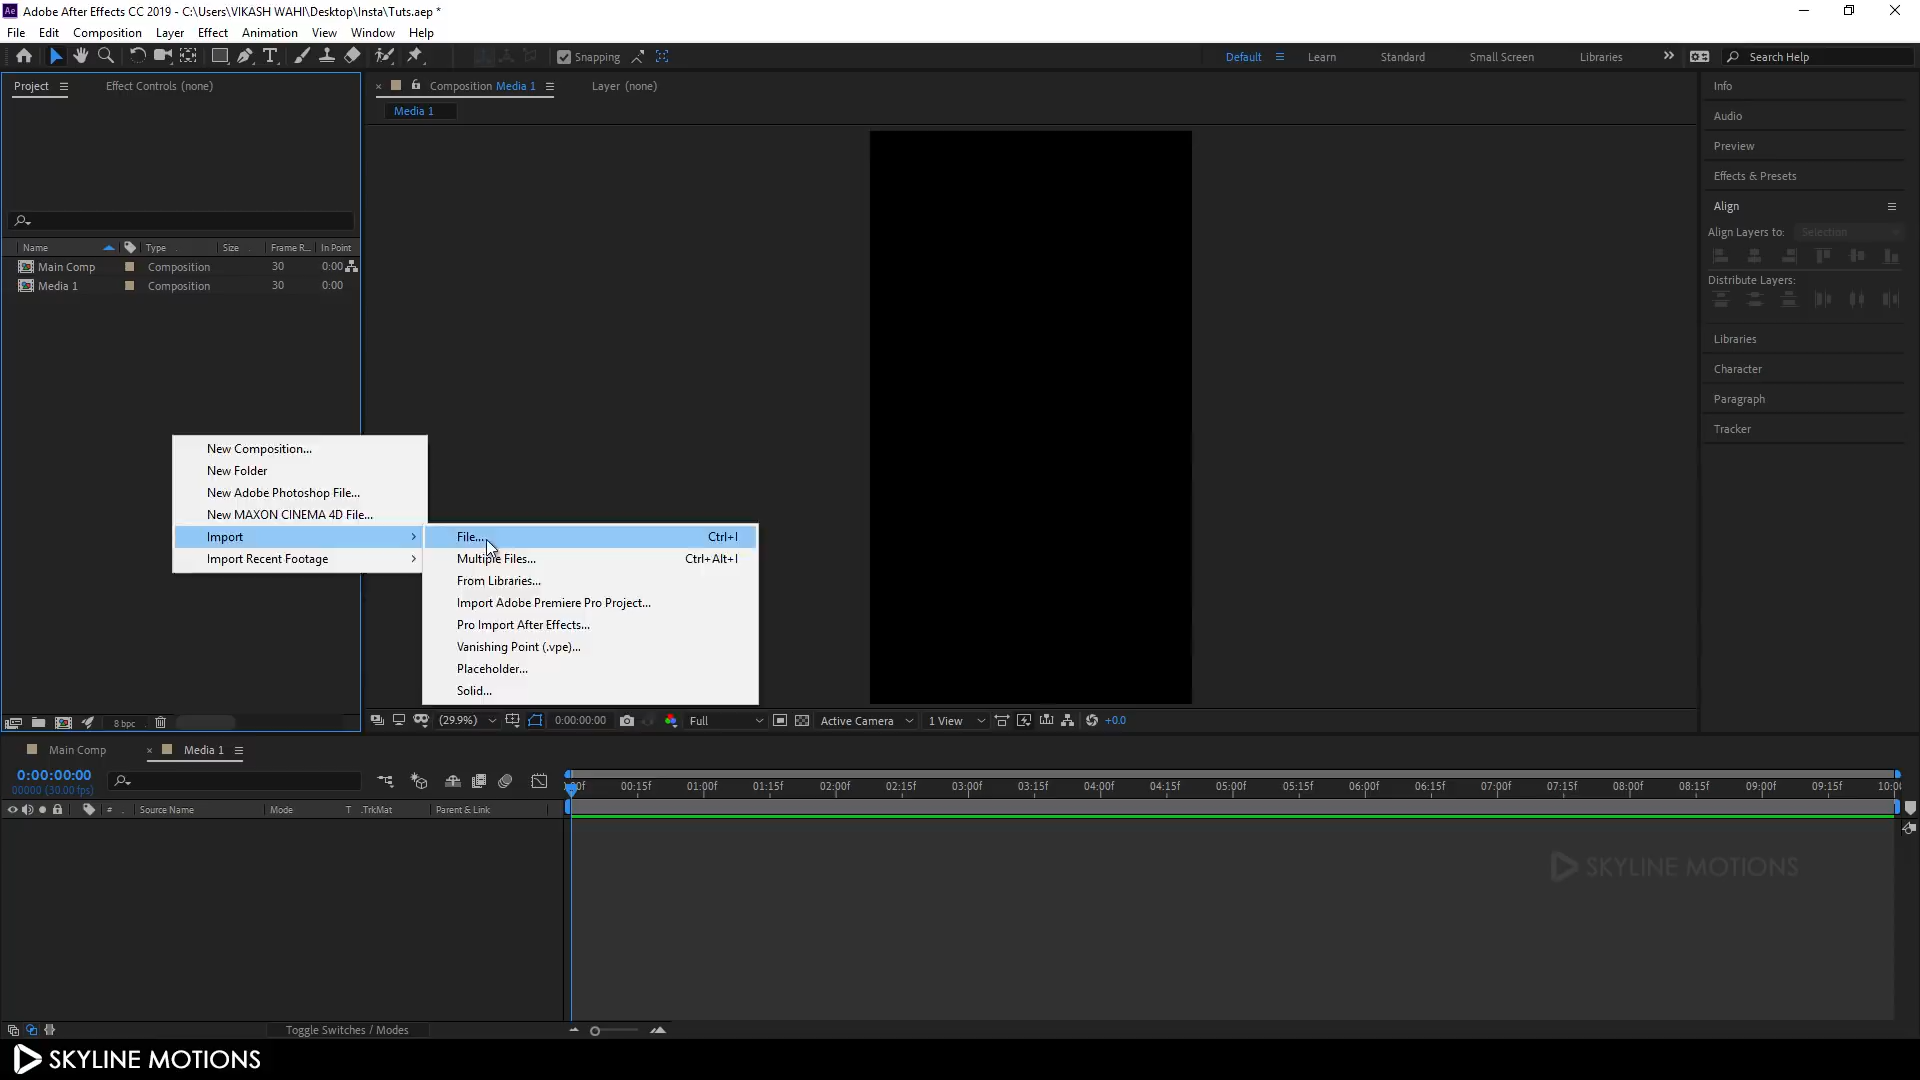 Adobe After Effects CC 2019 - C:\Users\VIKASH WAHI\Desktop\Insta\Tuts.aep *
File Edit Composition Layer Effect Animation View Window Help
Snapping Default Learn Standard Small Screen Libraries Search Help
Project Effect Controls (none) Composition Media 1 Layer (none)
Media 1
Name Type Size Frame R... In Point
Main Comp Composition 30 0:00
Media 1 Composition 30 0:00
New Composition...
New Folder
New Adobe Photoshop File...
New MAXON CINEMA 4D File...
Import
Import Recent Footage
File... Ctrl+I
Multiple Files... Ctrl+Alt+I
From Libraries...
Import Adobe Premiere Pro Project...
Pro Import After Effects...
Vanishing Point (.vpe)...
Placeholder...
Solid...
Info
Audio
Preview
Effects & Presets
Align
Align Layers to: Selection
Distribute Layers:
Libraries
Character
Paragraph
Tracker
8 bpc
(29.9%) 0:00:00:00 Full Active Camera 1 View +0.0
Main Comp Media 1
0:00:00:00
00000 (30.00 fps)
00f 00:15f 01:00f 01:15f 02:00f 02:15f 03:00f 03:15f 04:00f 04:15f 05:00f 05:15f 06:00f 06:15f 07:00f 07:15f 08:00f 08:15f 09:00f 09:15f 10:00
# Source Name Mode T .TrkMat Parent & Link
SKYLINE MOTIONS
Toggle Switches / Modes
SKYLINE MOTIONS